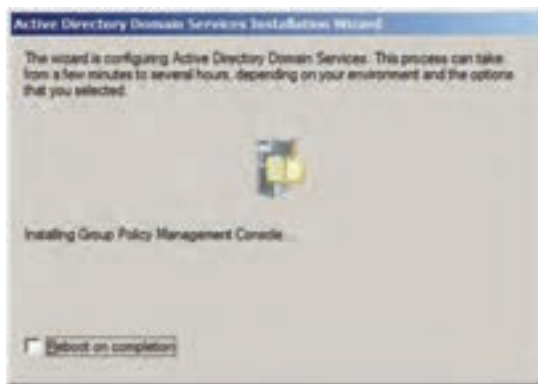 Active Directory Domain Services Installation Wizard
The wizard is configuring Active Directory Domain Services. This process can take
from a few minutes to several hours, depending on your environment and the options
that you selected.
Installing Group Policy Management Console...
Reboot on completion